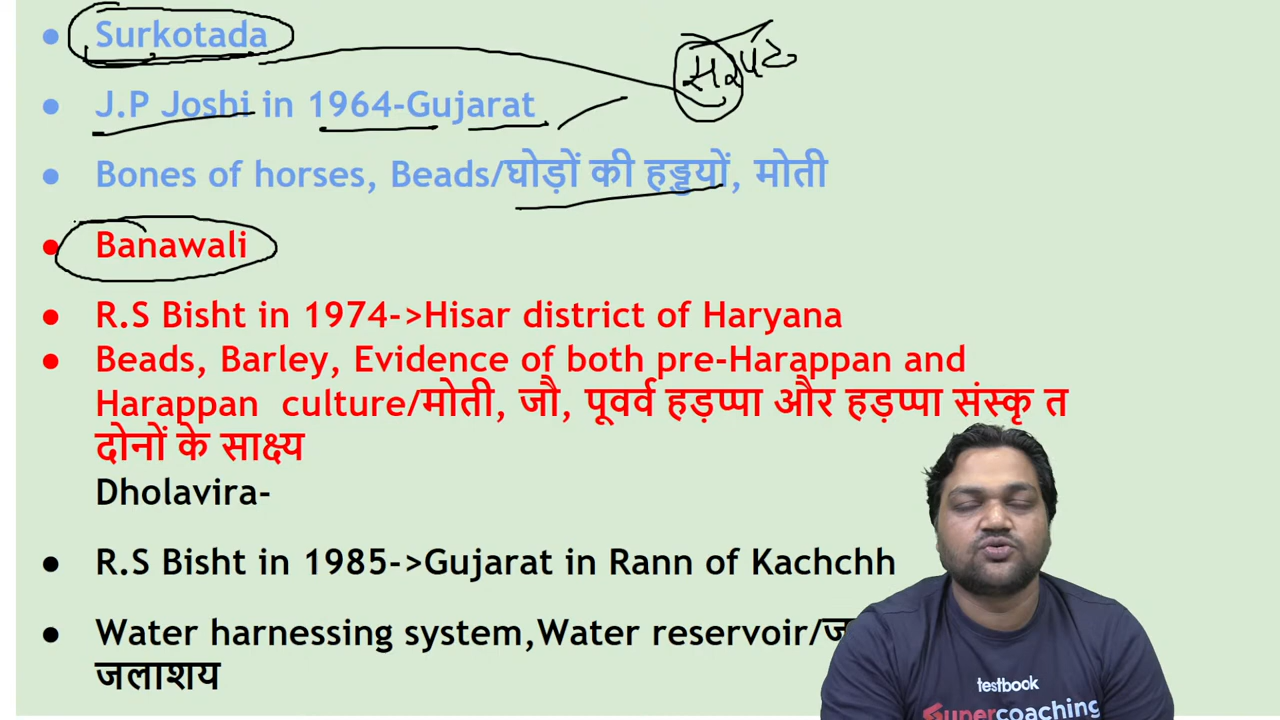 Surkotada
J.P Joshi in 1964-Gujarat
Bones of horses, Beads/घोड़ों की हड्डयों, मोती
Banawali
R.S Bisht in 1974->Hisar district of Haryana
Beads, Barley, Evidence of both pre-Harappan and
Harappan culture/मोती, जौ, पूवर्व हड़प्पा और हड़प्पा संस्कृ त
दोनों के साक्ष्य
Dholavira-
R.S Bisht in 1985->Gujarat in Rann of Kachchh
Water harnessing system,Water reservoir/ज
जलाशय
testbook
Supercoaching